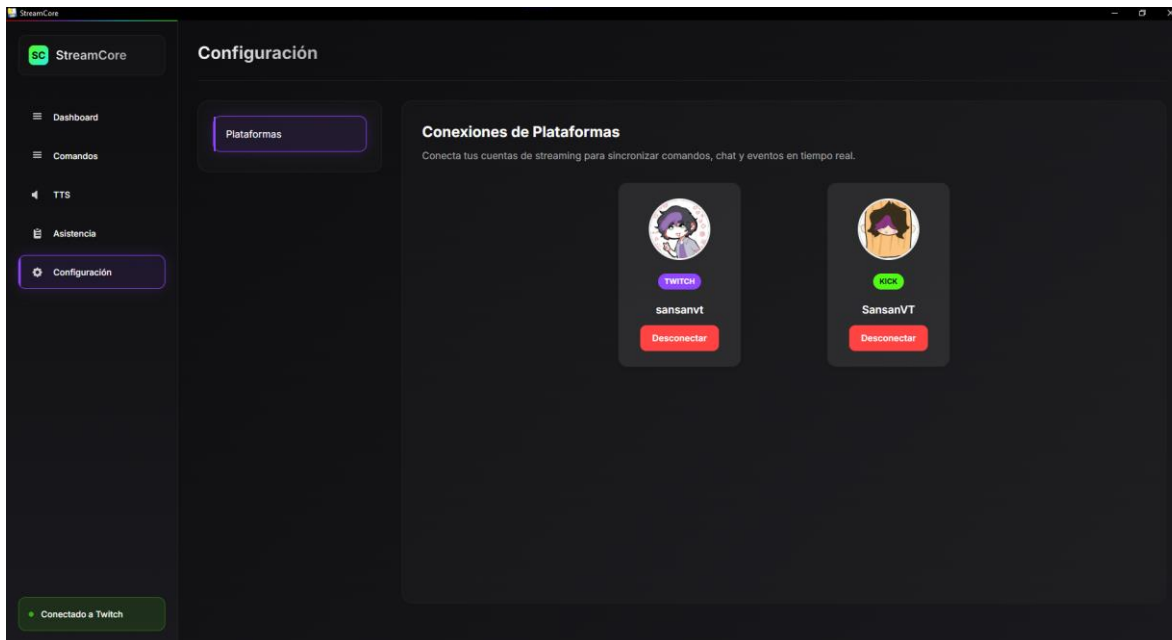 StreamCore
SC StreamCore
Configuración
Dashboard
Comandos
TTS
Asistencia
Configuración
Conectado a Twitch
Plataformas
Conexiones de Plataformas
Conecta tus cuentas de streaming para sincronizar comandos, chat y eventos en tiempo real.
TWITCH
sansanvt
Desconectar
KICK
SansanVT
Desconectar